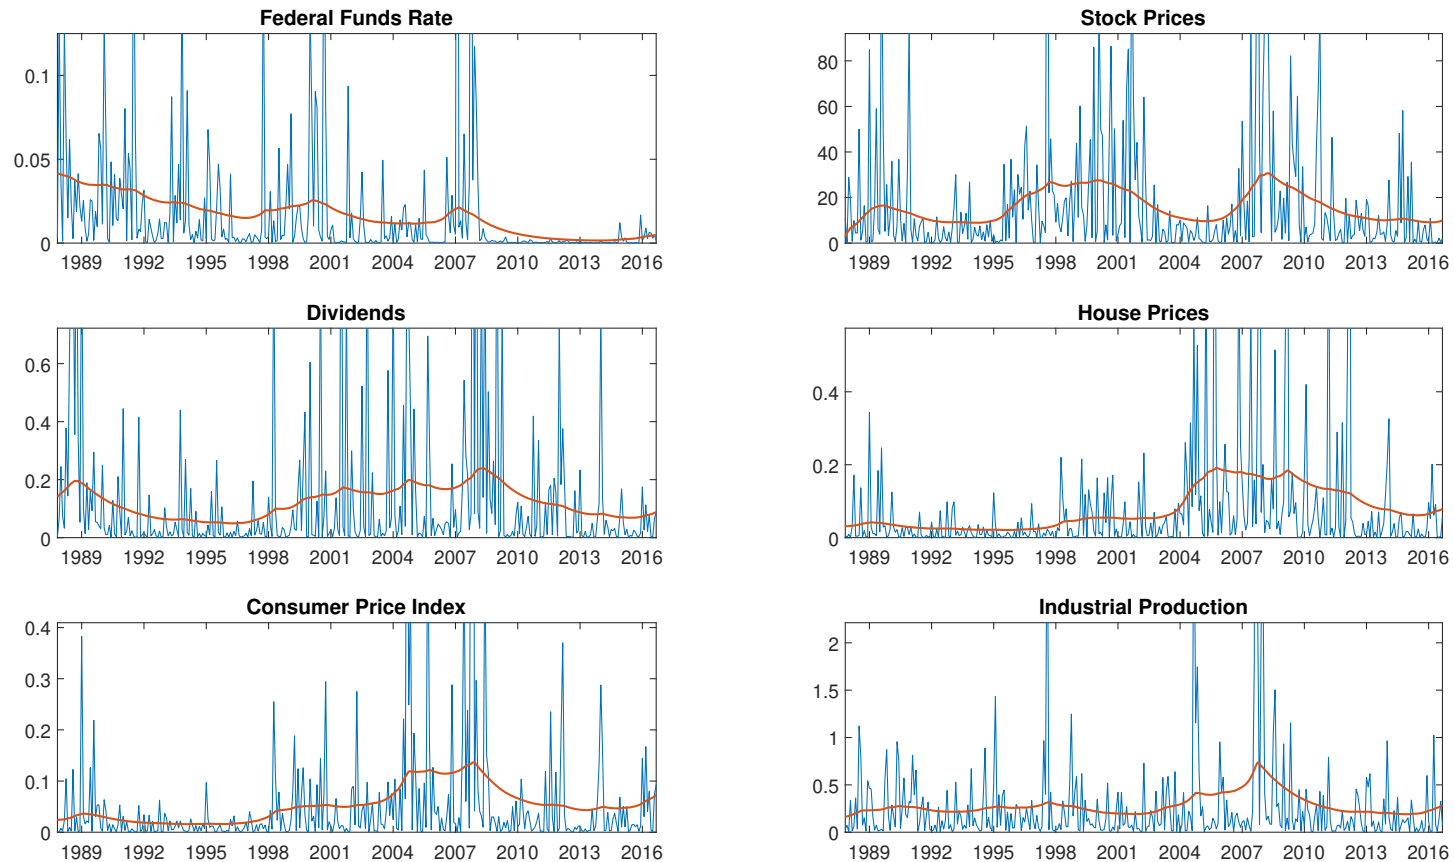 Federal Funds Rate
0.1
0.05
0
1989 1992 1995 1998 2001 2004 2007 2010 2013 2016
Stock Prices
80
60
40
20
0
1989 1992 1995 1998 2001 2004 2007 2010 2013 2016
Dividends
0.6
0.4
0.2
0
1989 1992 1995 1998 2001 2004 2007 2010 2013 2016
House Prices
0.4
0.2
0
1989 1992 1995 1998 2001 2004 2007 2010 2013 2016
Consumer Price Index
0.4
0.3
0.2
0.1
0
1989 1992 1995 1998 2001 2004 2007 2010 2013 2016
Industrial Production
2
1.5
1
0.5
0
1989 1992 1995 1998 2001 2004 2007 2010 2013 2016